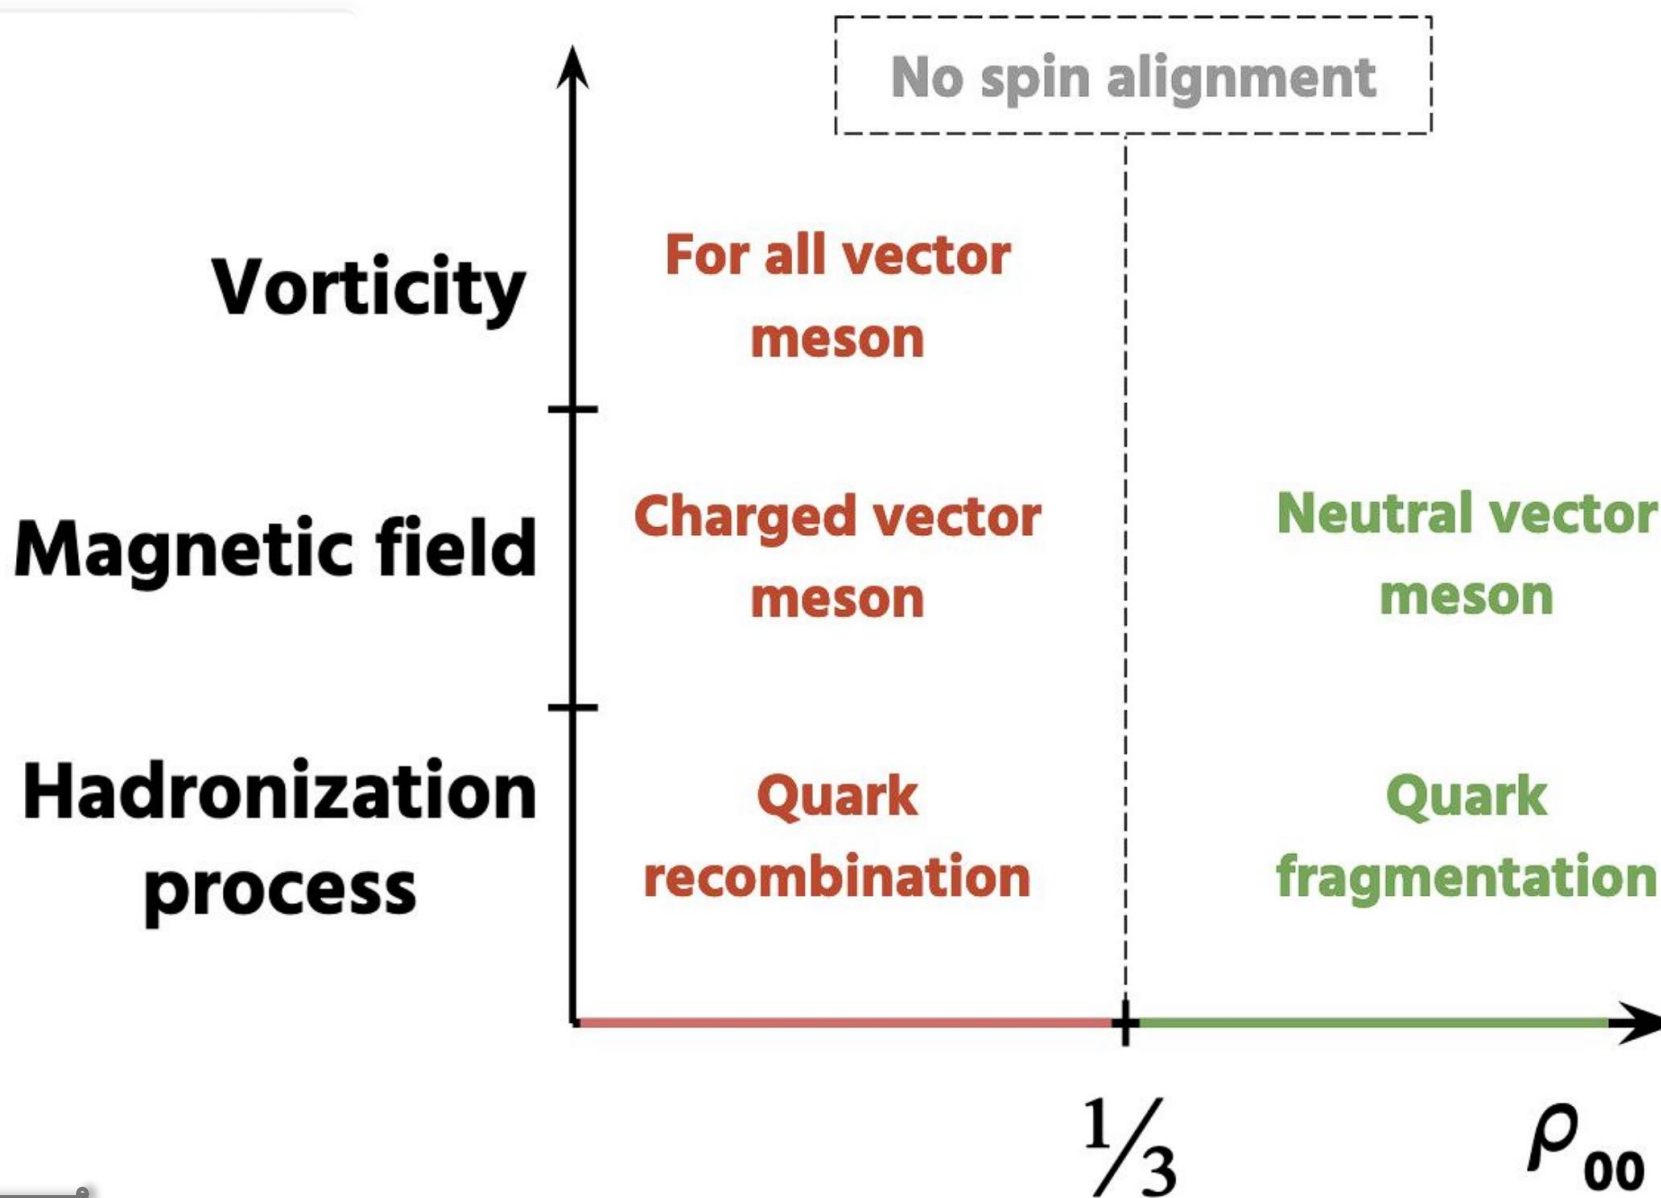 No spin alignment
Vorticity
For all vector
meson
Magnetic field
Charged vector
meson
Neutral vector
meson
Hadronization
process
Quark
recombination
Quark
fragmentation
⅓
ρ₀₀